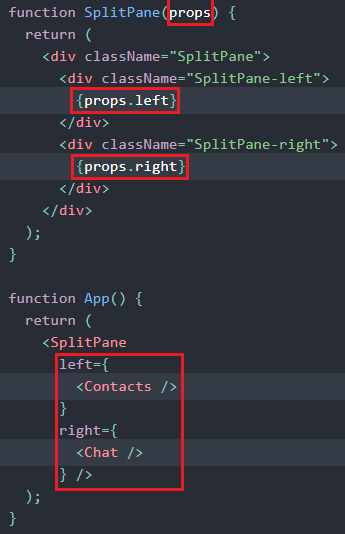 function SplitPane(props) {
  return (
    <div className="SplitPane">
      <div className="SplitPane-left">
        {props.left}
      </div>
      <div className="SplitPane-right">
        {props.right}
      </div>
    </div>
  );
}

function App() {
  return (
    <SplitPane
      left={
        <Contacts />
      }
      right={
        <Chat />
      } />
  );
}